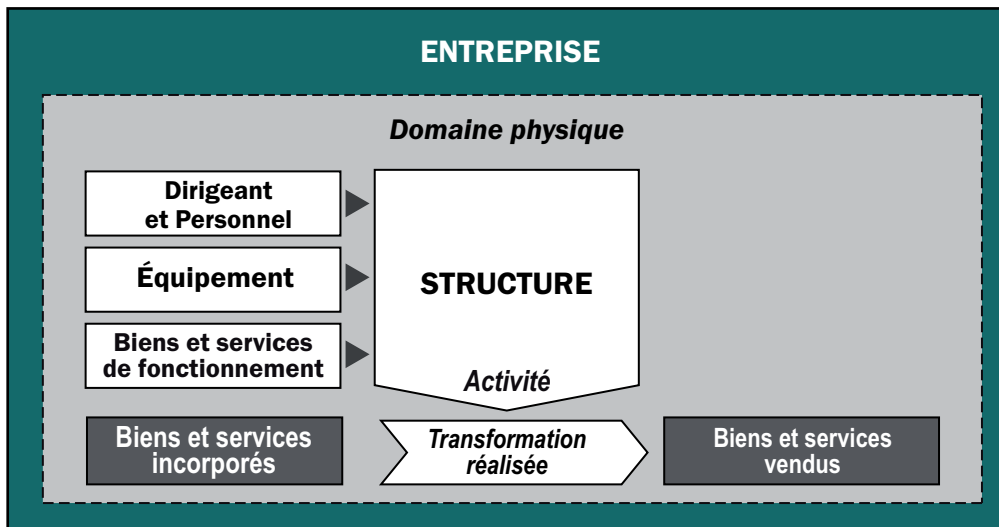 ENTREPRISE
Domaine physique
Dirigeant
et Personnel
Équipement
Biens et services
de fonctionnement
STRUCTURE
Activité
Biens et services
incorporés
Transformation
réalisée
Biens et services
vendus